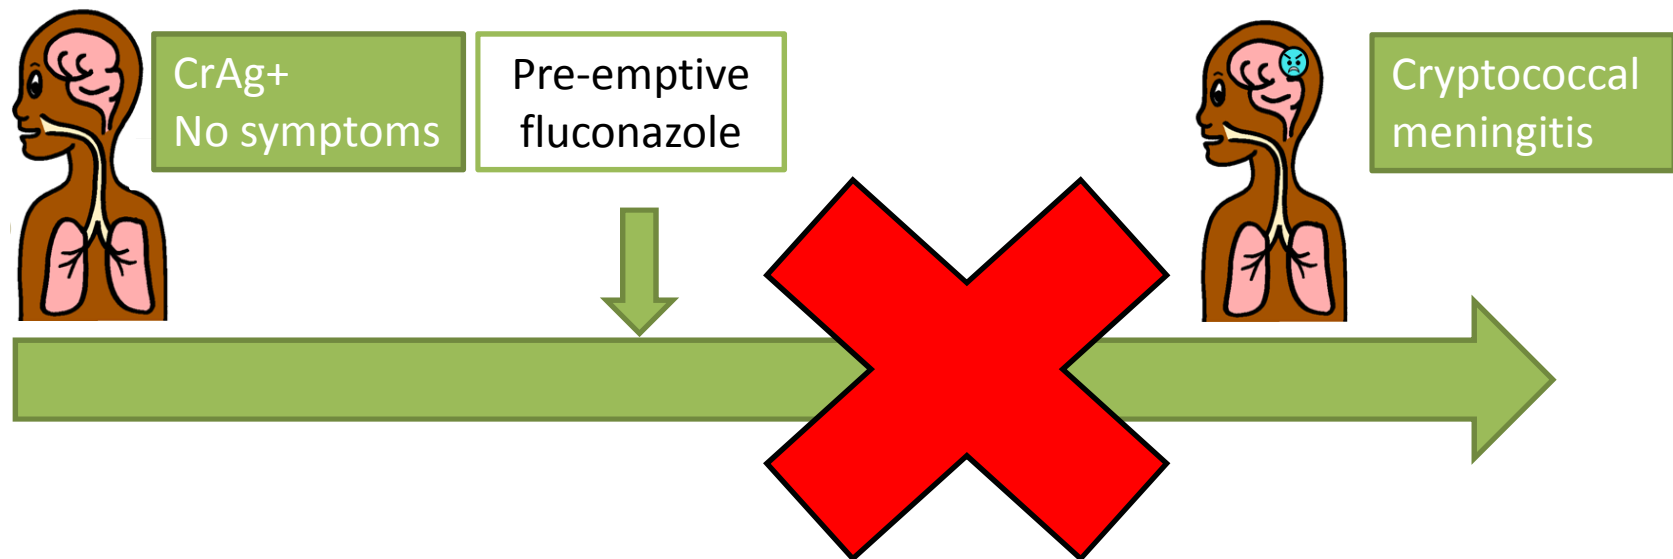 CrAg+
No symptoms
Pre-emptive
fluconazole
Cryptococcal
meningitis